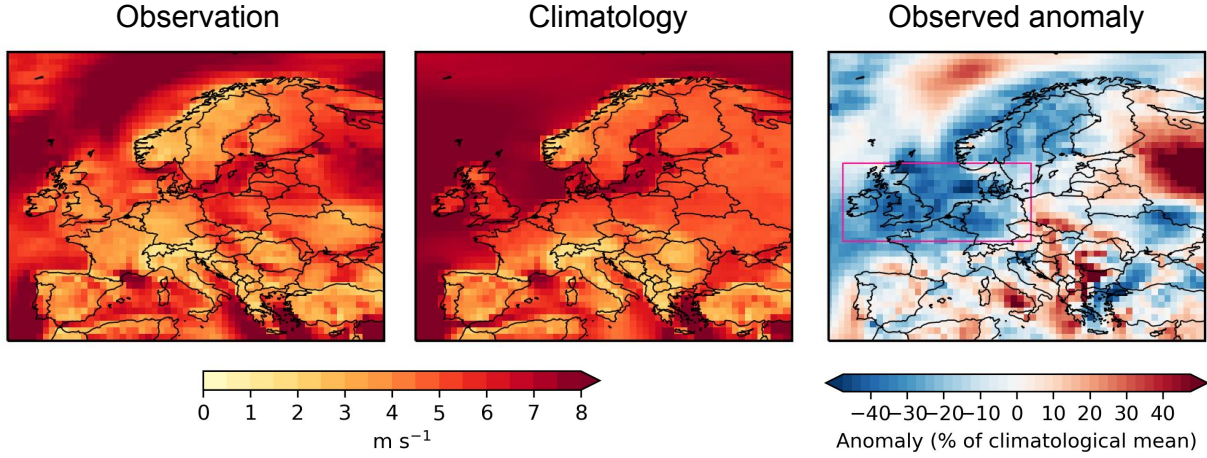 Observation Climatology Observed anomaly
0 1 2 3 4 5 6 7 8
m s⁻¹
−40 −30 −20 −10 0 10 20 30 40
Anomaly (% of climatological mean)